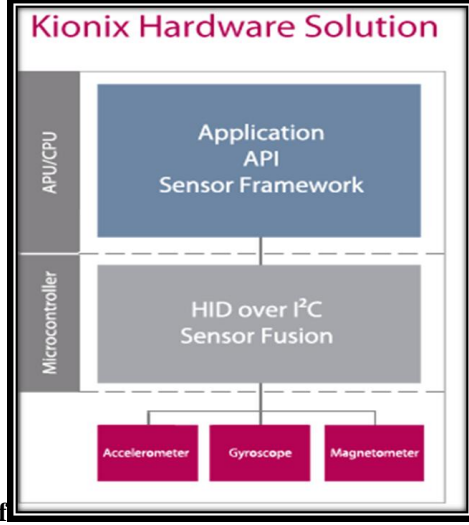 Kionix Hardware Solution
APU/CPU
Application
API
Sensor Framework
Microcontroller
HID over I²C
Sensor Fusion
Accelerometer
Gyroscope
Magnetometer
f